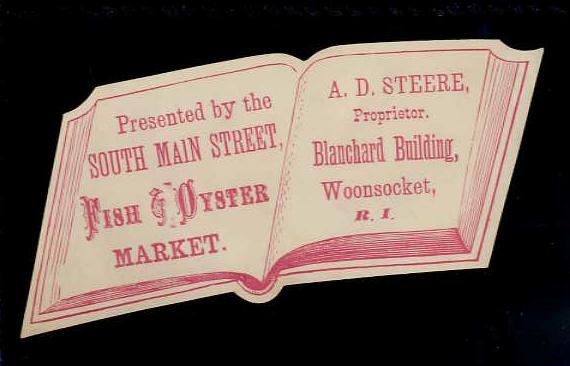 Presented by the
SOUTH MAIN STREET,
FISH & OYSTER
MARKET.
A. D. STEERE,
Proprietor.
Blanchard Building,
Woonsocket,
R. I.